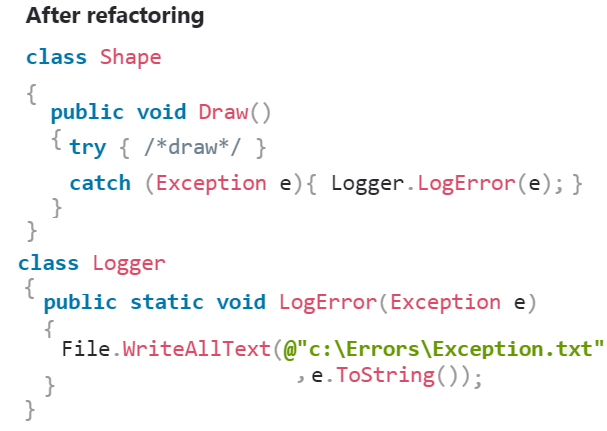 After refactoring
class Shape
{
public void Draw()
{ try { /*draw*/ }
catch (Exception e){ Logger.LogError(e); }
}
}
class Logger
{
public static void LogError(Exception e)
{
File.WriteAllText(@"c:\Errors\Exception.txt"
,e.ToString());
}
}